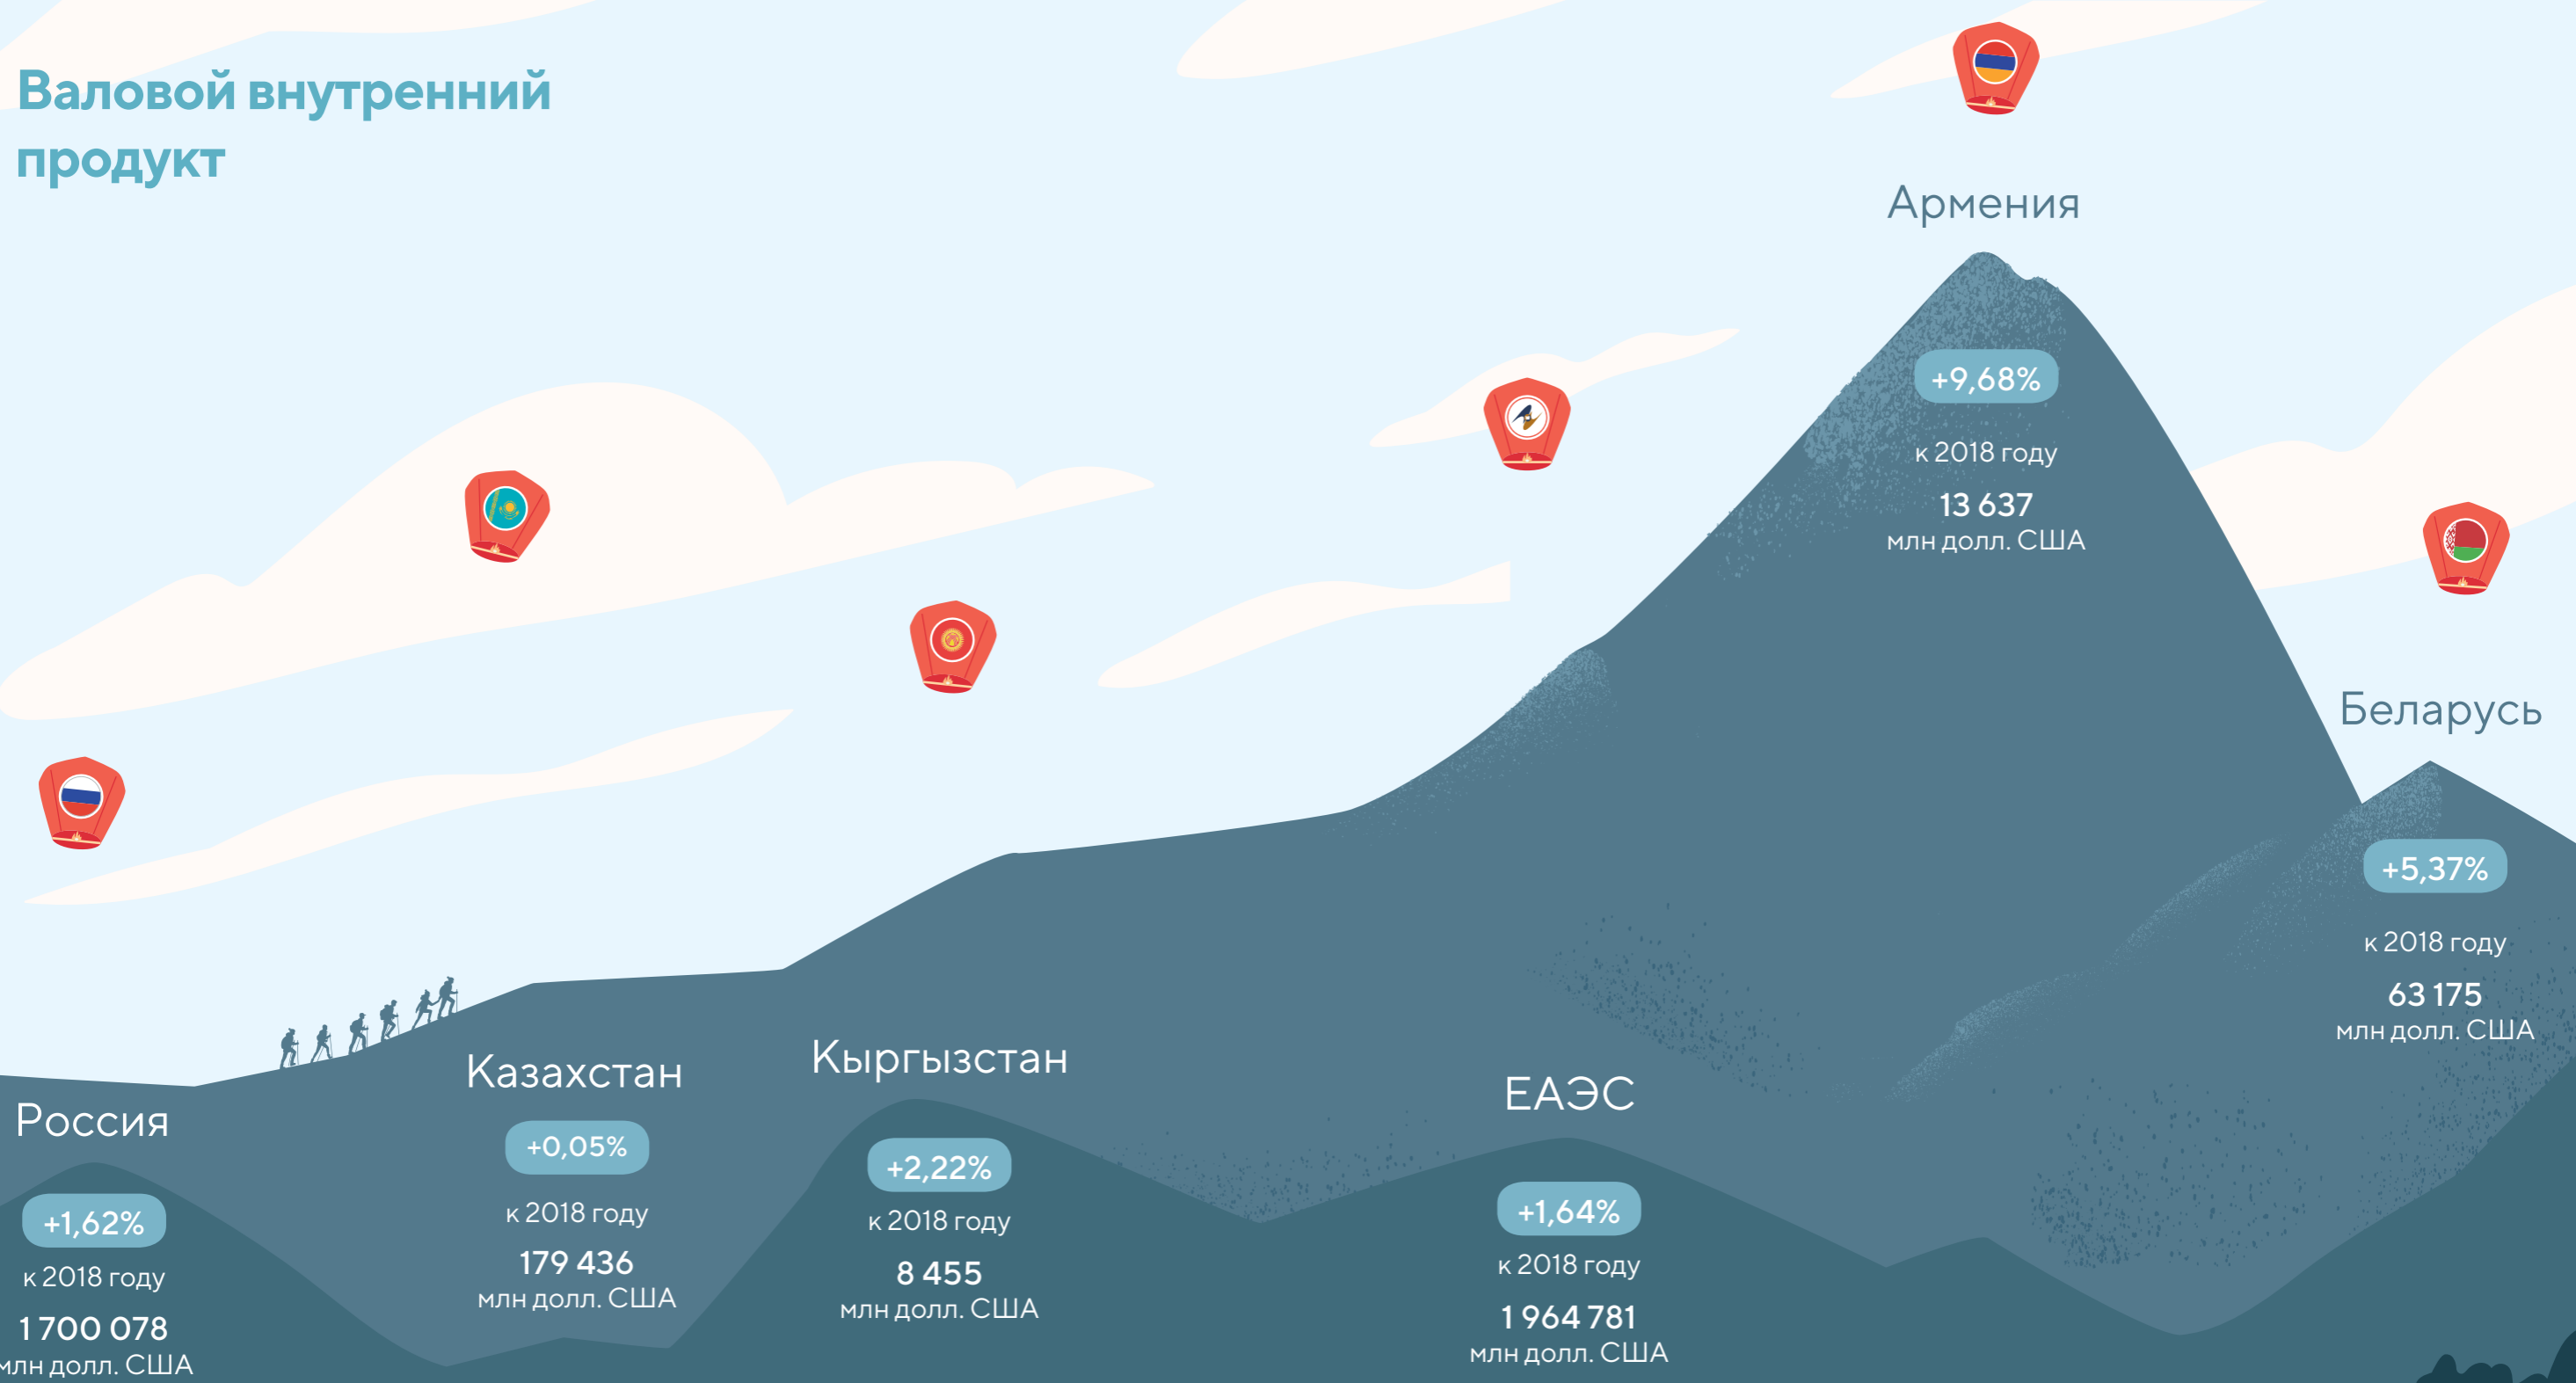 Валовой внутренний
продукт
Армения
+9,68%
к 2018 году
13 637
млн долл. США
Беларусь
+5,37%
к 2018 году
63 175
млн долл. США
Россия
+1,62%
к 2018 году
1 700 078
млн долл. США
Казахстан
+0,05%
к 2018 году
179 436
млн долл. США
Кыргызстан
+2,22%
к 2018 году
8 455
млн долл. США
ЕАЭС
+1,64%
к 2018 году
1 964 781
млн долл. США